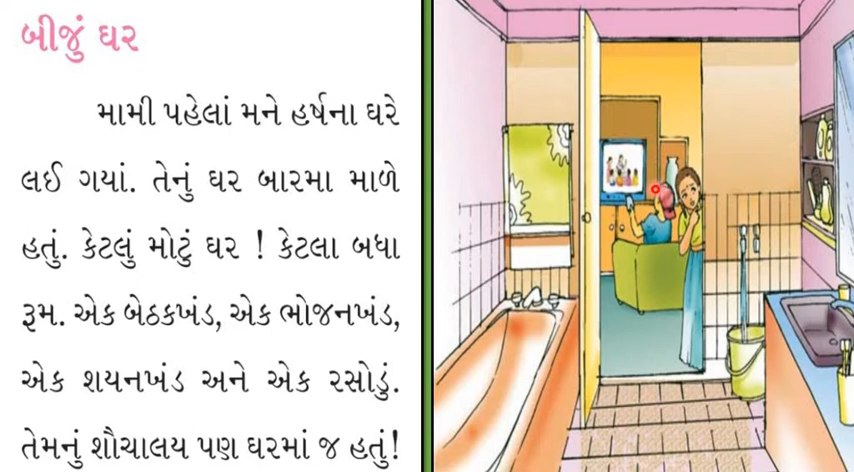 બીજું ઘર
મામી પહેલાં મને હર્ષના ઘરે
લઈ ગયાં. તેનું ઘર બારમા માળે
હતું. કેટલું મોટું ઘર ! કેટલા બધા
રૂમ. એક બેઠકખંડ, એક ભોજનખંડ,
એક શયનખંડ અને એક રસોડું.
તેમનું શૌચાલય પણ ઘરમાં જ હતું!